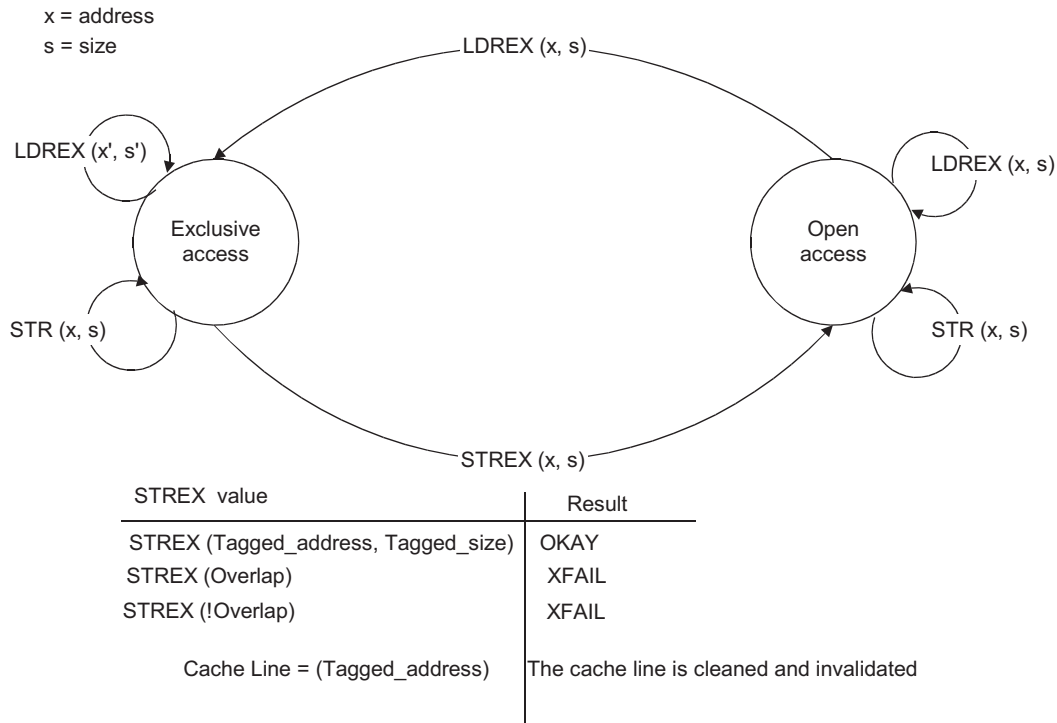 x = address
s = size
LDREX (x, s)
LDREX (x', s')
LDREX (x, s)
Exclusive
access
Open
access
STR (x, s)
STR (x, s)
STREX (x, s)
STREX value
Result
STREX (Tagged_address, Tagged_size) OKAY
STREX (Overlap) XFAIL
STREX (!Overlap) XFAIL
Cache Line = (Tagged_address) The cache line is cleaned and invalidated